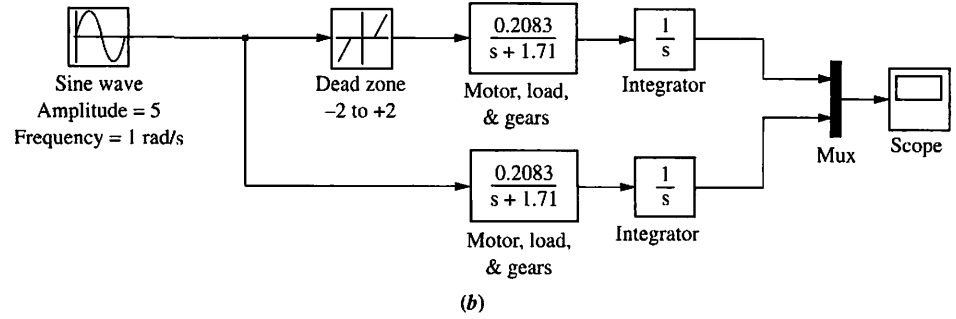 Sine wave
Amplitude = 5
Frequency = 1 rad/s
Dead zone
−2 to +2
0.2083
s + 1.71
Motor, load,
& gears
1
s
Integrator
Mux
Scope
0.2083
s + 1.71
Motor, load,
& gears
1
s
Integrator
(b)